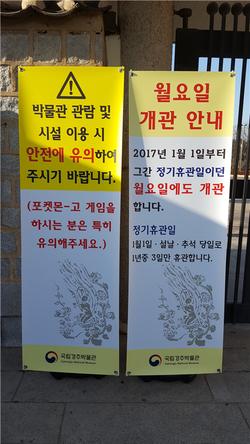 박물관 관람 및
시설 이용 시
안전에 유의하여
주시기 바랍니다.
(포켓몬-고 게임을
하시는 분은 특히
유의해주세요.)
국립경주박물관
Gyeongju National Museum
월요일
개관 안내
2017년 1월 1일부터
그간 정기휴관일이던
월요일에도 개관
합니다.
정기휴관일
1월1일 · 설날 · 추석 당일로
1년중 3일만 휴관합니다.
국립경주박물관
Gyeongju National Museum